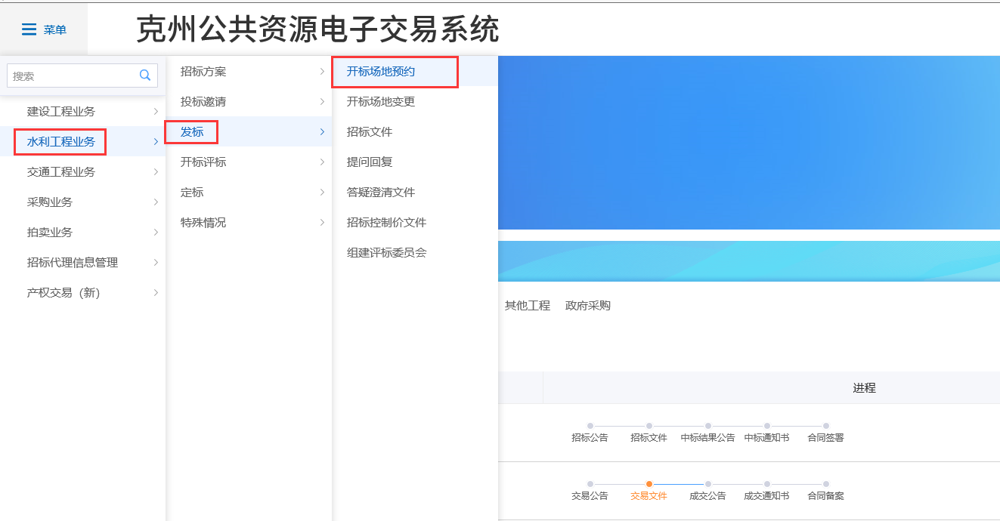 菜单
克州公共资源电子交易系统
搜索
建设工程业务
水利工程业务
交通工程业务
采购业务
拍卖业务
招标代理信息管理
产权交易（新）
招标方案
投标邀请
发标
开标评标
定标
特殊情况
开标场地预约
开标场地变更
招标文件
提问回复
答疑澄清文件
招标控制价文件
组建评标委员会
其他工程 政府采购
进程
招标公告 招标文件 中标结果公告 中标通知书 合同签署
交易公告 交易文件 成交公告 成交通知书 合同备案